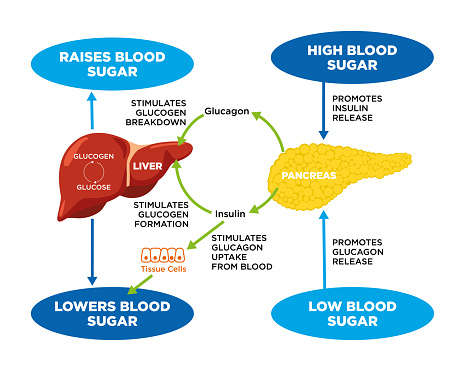 RAISES BLOOD
SUGAR
HIGH BLOOD
SUGAR
STIMULATES
GLUCOGEN
BREAKDOWN
Glucagon
PROMOTES
INSULIN
RELEASE
GLUCOGEN
GLUCOSE
LIVER
PANCREAS
STIMULATES
GLUCOGEN
FORMATION
Insulin
STIMULATES
GLUCAGON
UPTAKE
FROM BLOOD
Tissue Cells
PROMOTES
GLUCAGON
RELEASE
LOWERS BLOOD
SUGAR
LOW BLOOD
SUGAR